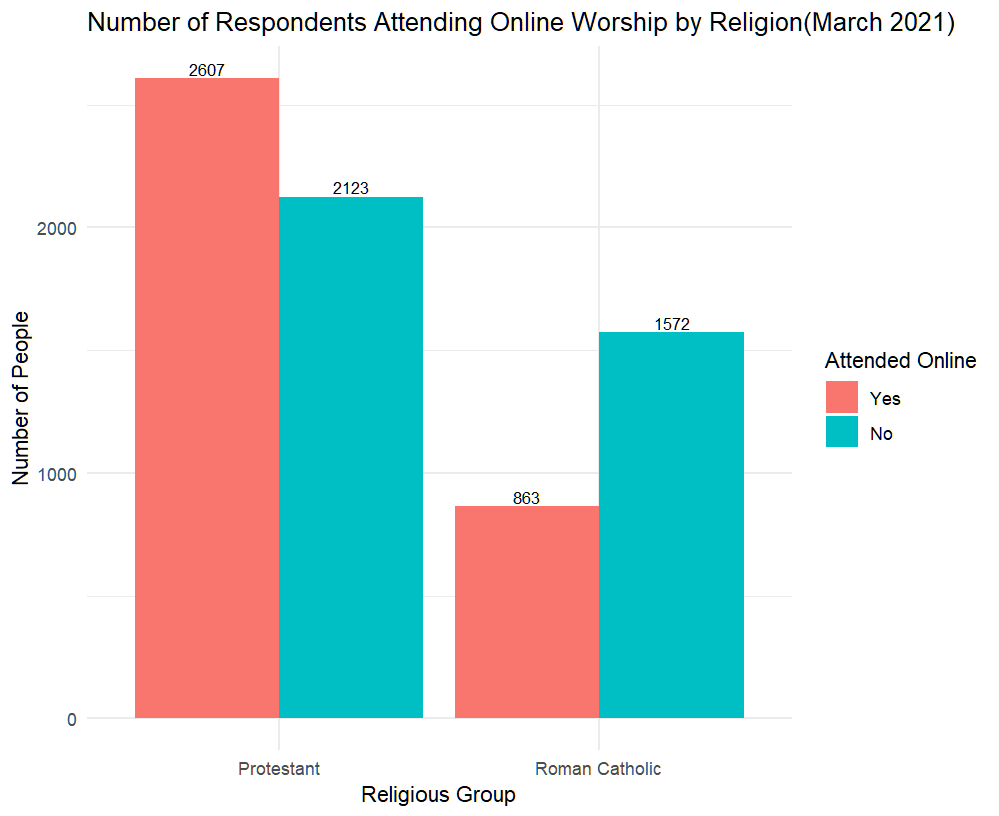 Number of Respondents Attending Online Worship by Religion(March 2021)
2607
2123
2000
1572
Number of People
Attended Online
Yes
No
1000
863
0
Protestant
Roman Catholic
Religious Group